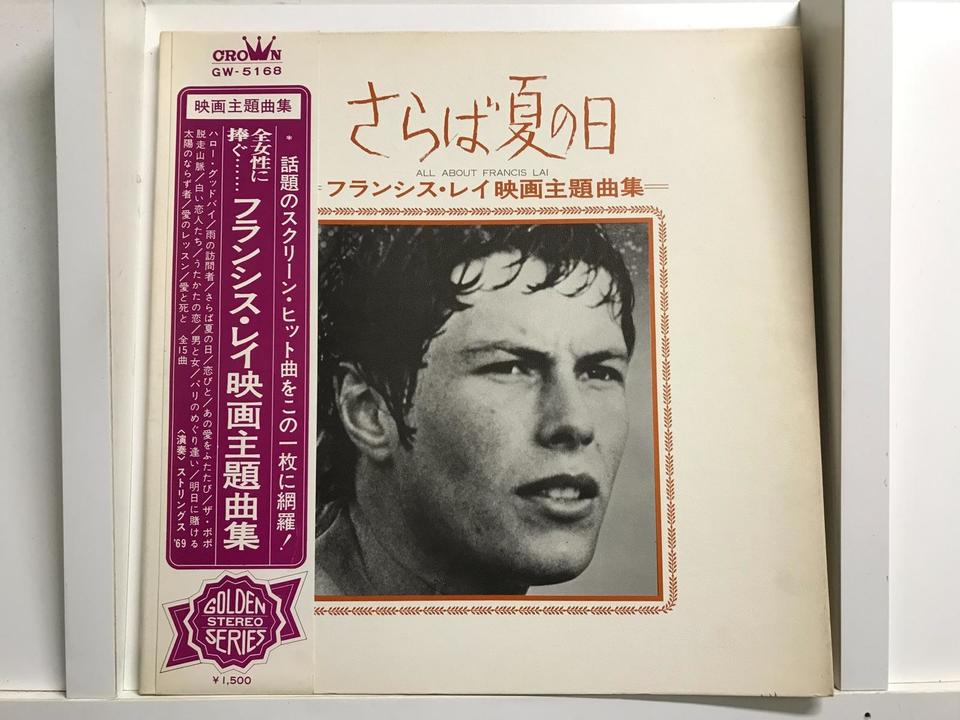 CROWN
GW-5168
映画主題曲集
* 話題のスクリーン・ヒット曲をこの一枚に網羅！
全女性に
捧ぐ……
フランシス・レイ映画主題曲集
ハロー・グッドバイ/雨の訪問者/さらば夏の日/恋びと/あの愛をふたたび/ザ・ボボ
脱走山脈/白い恋人たち/うたかたの恋/男と女/パリのめぐり逢い/明日に賭ける
太陽のならず者/愛のレッスン/愛と死と 全15曲
〈演奏〉ストリングス '69
GOLDEN
STEREO
SERIES
¥1,500
さらば夏の日
ALL ABOUT FRANCIS LAI
=フランシス・レイ映画主題曲集=